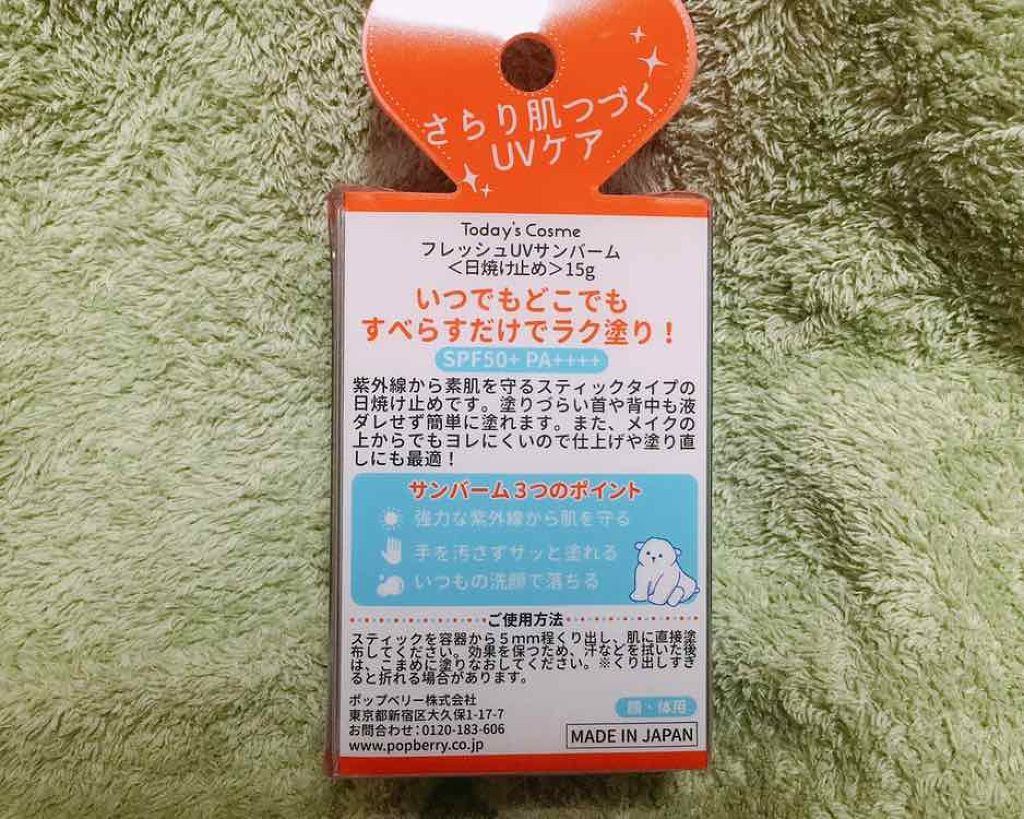 さらり肌つづく
UVケア
Today's Cosme
フレッシュUVサンバーム
＜日焼け止め＞15g
いつでもどこでも
すべらすだけでラク塗り！
SPF50+ PA++++
紫外線から素肌を守るスティックタイプの
日焼け止めです。塗りづらい首や背中も液
ダレせず簡単に塗れます。また、メイクの
上からでもヨレにくいので仕上げや塗り直
しにも最適！
サンバーム３つのポイント
強力な紫外線から肌を守る
手を汚さずサッと塗れる
いつもの洗顔で落ちる
ご使用方法
スティックを容器から５mm程くり出し、肌に直接塗
布してください。効果を保つため、汗などを拭いた後
は、こまめに塗りなおしてください。※くり出しすぎ
ると折れる場合があります。
ポップベリー株式会社
東京都新宿区大久保1-17-7
お問合わせ：0120-183-606
www.popberry.co.jp
顔・体用
MADE IN JAPAN